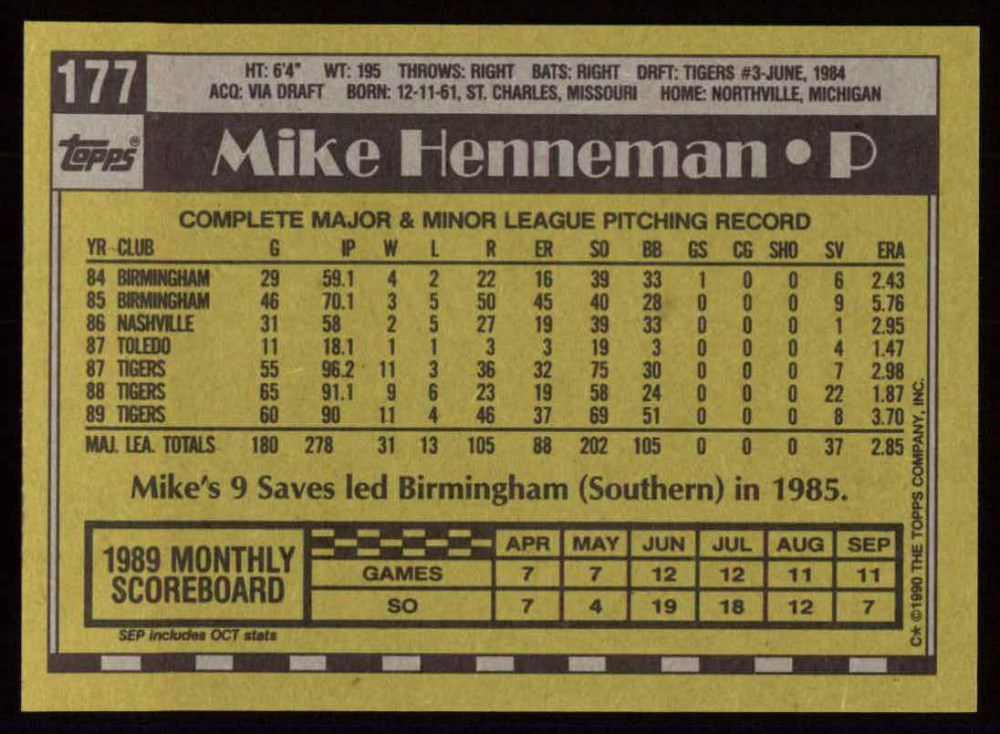 177
HT: 6'4" WT: 195 THROWS: RIGHT BATS: RIGHT DRFT: TIGERS #3-JUNE, 1984
ACQ: VIA DRAFT BORN: 12-11-61, ST. CHARLES, MISSOURI HOME: NORTHVILLE, MICHIGAN
topps®
Mike Henneman • P
COMPLETE MAJOR & MINOR LEAGUE PITCHING RECORD
YR CLUB G IP W L R ER SO BB GS CG SHO SV ERA
84 BIRMINGHAM 29 59.1 4 2 22 16 39 33 1 0 0 6 2.43
85 BIRMINGHAM 46 70.1 3 5 50 45 40 28 0 0 0 9 5.76
86 NASHVILLE 31 58 2 5 27 19 39 33 0 0 0 1 2.95
87 TOLEDO 11 18.1 1 1 3 3 19 3 0 0 0 4 1.47
87 TIGERS 55 96.2 11 3 36 32 75 30 0 0 0 7 2.98
88 TIGERS 65 91.1 9 6 23 19 58 24 0 0 0 22 1.87
89 TIGERS 60 90 11 4 46 37 69 51 0 0 0 8 3.70
MAJ. LEA. TOTALS 180 278 31 13 105 88 202 105 0 0 0 37 2.85
Mike's 9 Saves led Birmingham (Southern) in 1985.
1989 MONTHLY
SCOREBOARD
APR MAY JUN JUL AUG SEP
GAMES 7 7 12 12 11 11
SO 7 4 19 18 12 7
SEP includes OCT stats
C* ©1990 THE TOPPS COMPANY, INC.